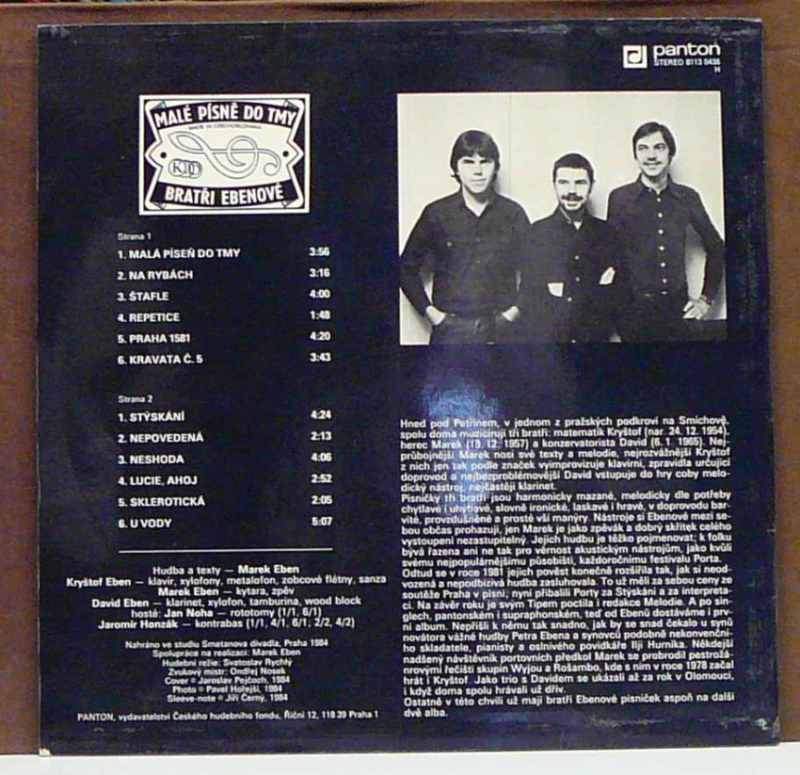 panton
STEREO 8113 0435
H
MALÉ PÍSNĚ DO TMY
MADE IN CZECHOSLOVAKIA
BRATŘI EBENOVÉ
Strana 1
1. MALÁ PÍSEŇ DO TMY 3:56
2. NA RYBÁCH 3:16
3. ŠTAFLE 4:00
4. REPETICE 1:48
5. PRAHA 1581 4:20
6. KRAVATA Č. 5 3:43
Strana 2
1. STÝSKÁNÍ 4:24
2. NEPOVEDENÁ 2:13
3. NESHODA 4:06
4. LUCIE, AHOJ 2:52
5. SKLEROTICKÁ 2:05
6. U VODY 5:07
Hudba a texty — Marek Eben
Kryštof Eben — klavír, xylofony, metalofon, zobcové flétny, sanza
Marek Eben — kytara, zpěv
David Eben — klarinet, xylofon, tamburína, wood block
hosté: Jan Noha — rototomy (1/1, 6/1)
Jaromír Honzák — kontrabas (1/1, 4/1, 6/1, 2/2, 4/2)
Nahráno ve studiu Smetanova divadla, Praha 1984
Spolupráce na realizaci: Marek Eben
Hudební režie: Svatoslav Rychlý
Zvukový mistr: Ondřej Nosek
Cover = Jaroslav Pejčoch, 1984
Photo = Pavel Hořejší, 1984
Sleeve-note = Jiří Černý, 1984
PANTON, vydavatelství Českého hudebního fondu, Říční 12, 118 39 Praha 1
Hned pod Petřínem, v jednom z pražských podkroví na Smíchově,
spolu doma muzicírují tři bratři: matematik Kryštof (nar. 24. 12. 1954),
herec Marek (18. 12. 1957) a konzervatorista David (6. 1. 1965). Nej-
průbojnější Marek nosí své texty a melodie, nejrozvážnější Kryštof
z nich jen tak podle značek vyimprovizuje klavírní, zpravidla určující
doprovod a nejbezproblémovější David vstupuje do hry coby melo-
dický nástroj, nejčastěji klarinet.
Písničky tří bratří jsou harmonicky mazané, melodicky dle potřeby
chytlavé i úhybové, slovně ironické, laskavé i hravé, v doprovodu bar-
vité, provzdušněné a prostě vší manýry. Nástroje si Ebenové mezi se-
bou občas prohazují, jen Marek je jako zpěvák a dobrý skřítek celého
vystoupení nezastupitelný. Jejich hudbu je těžko pojmenovat; k folku
bývá řazena ani ne tak pro věrnost akustickým nástrojům, jako kvůli
svému nejpopulárnějšímu působišti, každoročnímu festivalu Porta.
Odtud se v roce 1981 jejich pověst konečně rozšířila tak, jak si neod-
vozená a nepodbízivá hudba zasluhovala. To už měli za sebou ceny ze
soutěže Praha v písni, nyní přibalili Porty za Stýskání a za interpreta-
ci. Na závěr roku je svým Tipem poctila i redakce Melodie. A po sin-
glech, pantonském i supraphonském, teď od Ebenů dostáváme i prv-
ní album. Nepřišli k němu tak snadno, jak by se snad čekalo u synů
novátora vážné hudby Petra Ebena a synovců podobně nekonvenční-
ho skladatele, pianisty a oslnivého povídkáře Ilji Hurníka. Někdejší
nadšený návštěvník portovních předkol Marek se probrodil pestrožá-
nrovými řečišti skupin Wyjou a Rošambo, kde s ním v roce 1978 začal
hrát i Kryštof. Jako trio s Davidem se ukázali až za rok v Olomouci,
i když doma spolu hrávali už dřív.
Ostatně v této chvíli už mají bratři Ebenové písniček aspoň na další
dvě alba.